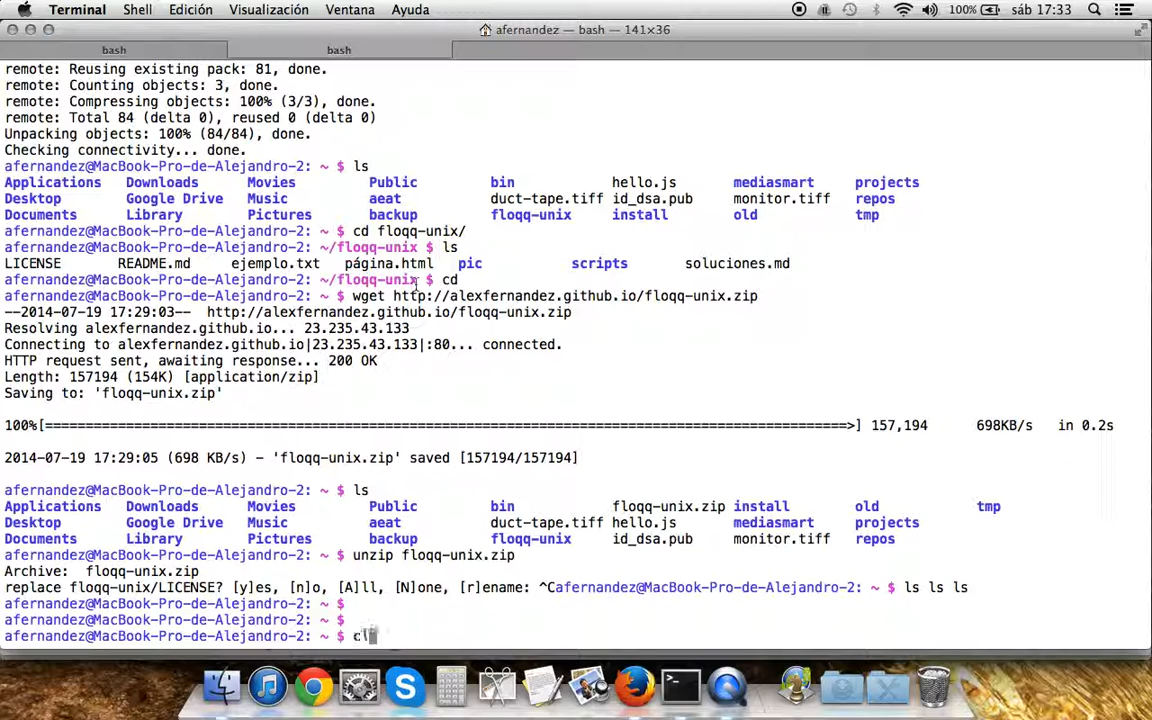 Terminal Shell Edición Visualización Ventana Ayuda 100% sáb 17:33
afernandez — bash — 141×36
bash bash
remote: Reusing existing pack: 81, done.
remote: Counting objects: 3, done.
remote: Compressing objects: 100% (3/3), done.
remote: Total 84 (delta 0), reused 0 (delta 0)
Unpacking objects: 100% (84/84), done.
Checking connectivity... done.
afernandez@MacBook-Pro-de-Alejandro-2: ~ $ ls
Applications Downloads Movies Public bin hello.js mediasmart projects
Desktop Google Drive Music aeat duct-tape.tiff id_dsa.pub monitor.tiff repos
Documents Library Pictures backup floqq-unix install old tmp
afernandez@MacBook-Pro-de-Alejandro-2: ~ $ cd floqq-unix/
afernandez@MacBook-Pro-de-Alejandro-2: ~/floqq-unix $ ls
LICENSE README.md ejemplo.txt página.html pic scripts soluciones.md
afernandez@MacBook-Pro-de-Alejandro-2: ~/floqq-unix $ cd
afernandez@MacBook-Pro-de-Alejandro-2: ~ $ wget http://alexfernandez.github.io/floqq-unix.zip
--2014-07-19 17:29:03-- http://alexfernandez.github.io/floqq-unix.zip
Resolving alexfernandez.github.io... 23.235.43.133
Connecting to alexfernandez.github.io|23.235.43.133|:80... connected.
HTTP request sent, awaiting response... 200 OK
Length: 157194 (154K) [application/zip]
Saving to: 'floqq-unix.zip'
100%[====================================================================================================>] 157,194 698KB/s in 0.2s
2014-07-19 17:29:05 (698 KB/s) - 'floqq-unix.zip' saved [157194/157194]
afernandez@MacBook-Pro-de-Alejandro-2: ~ $ ls
Applications Downloads Movies Public bin floqq-unix.zip install old tmp
Desktop Google Drive Music aeat duct-tape.tiff hello.js mediasmart projects
Documents Library Pictures backup floqq-unix id_dsa.pub monitor.tiff repos
afernandez@MacBook-Pro-de-Alejandro-2: ~ $ unzip floqq-unix.zip
Archive: floqq-unix.zip
replace floqq-unix/LICENSE? [y]es, [n]o, [A]ll, [N]one, [r]ename: ^Cafernandez@MacBook-Pro-de-Alejandro-2: ~ $ ls ls ls
afernandez@MacBook-Pro-de-Alejandro-2: ~ $
afernandez@MacBook-Pro-de-Alejandro-2: ~ $
afernandez@MacBook-Pro-de-Alejandro-2: ~ $ cl